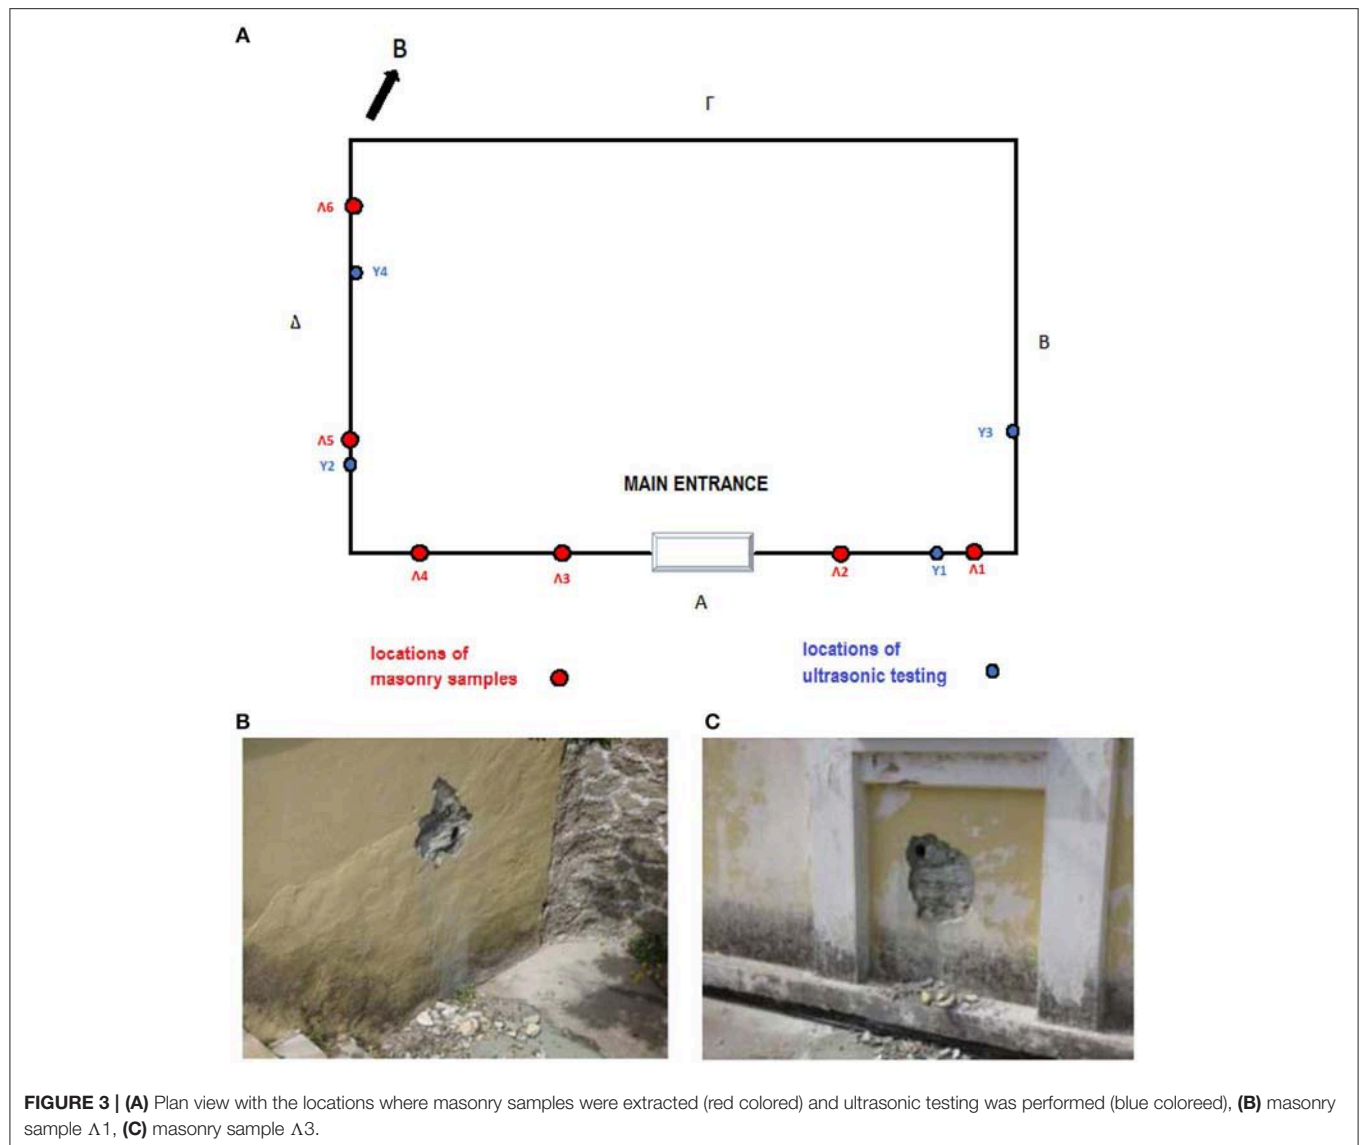 A
B
Γ
Λ6
Y4
Δ
B
Λ5
Y3
Y2
MAIN ENTRANCE
Λ4
Λ3
Λ2
Y1
Λ1
A
locations of
masonry samples
locations of
ultrasonic testing
B
C
FIGURE 3 | (A) Plan view with the locations where masonry samples were extracted (red colored) and ultrasonic testing was performed (blue coloreed), (B) masonry
sample Λ1, (C) masonry sample Λ3.